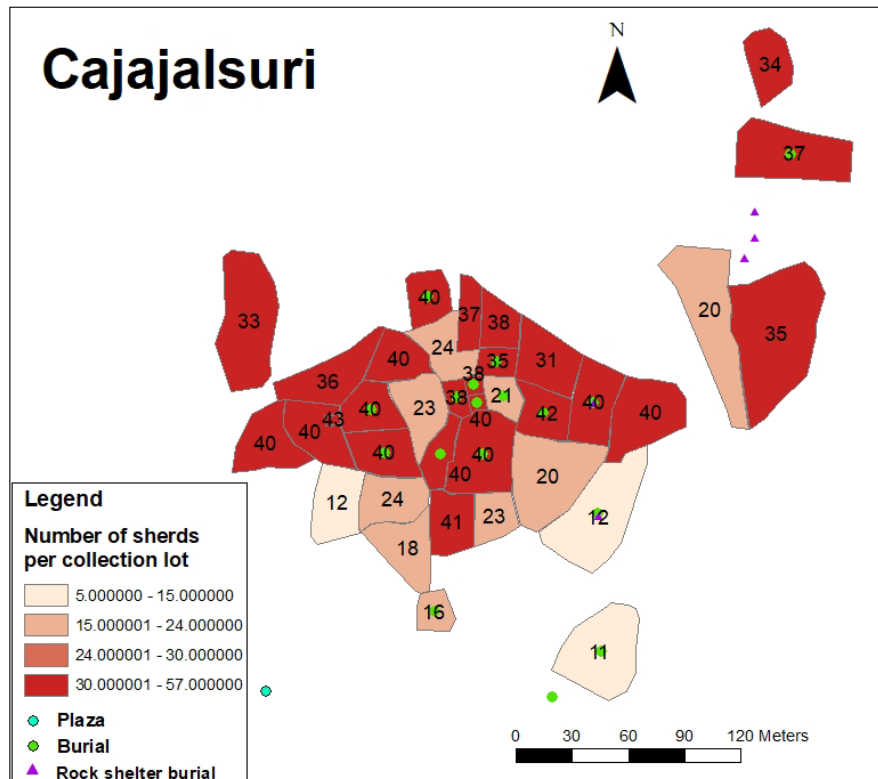 Cajajalsuri
N
34
37
20
35
33
40
37
38
24
40
35
31
36
38
38
21
40
43
40
23
42
40
40
40
40
40
40
40
20
12
24
41
23
12
18
16
11
Legend
Number of sherds
per collection lot
5.000000 - 15.000000
15.000001 - 24.000000
24.000001 - 30.000000
30.000001 - 57.000000
Plaza
Burial
Rock shelter burial
0 30 60 90 120 Meters